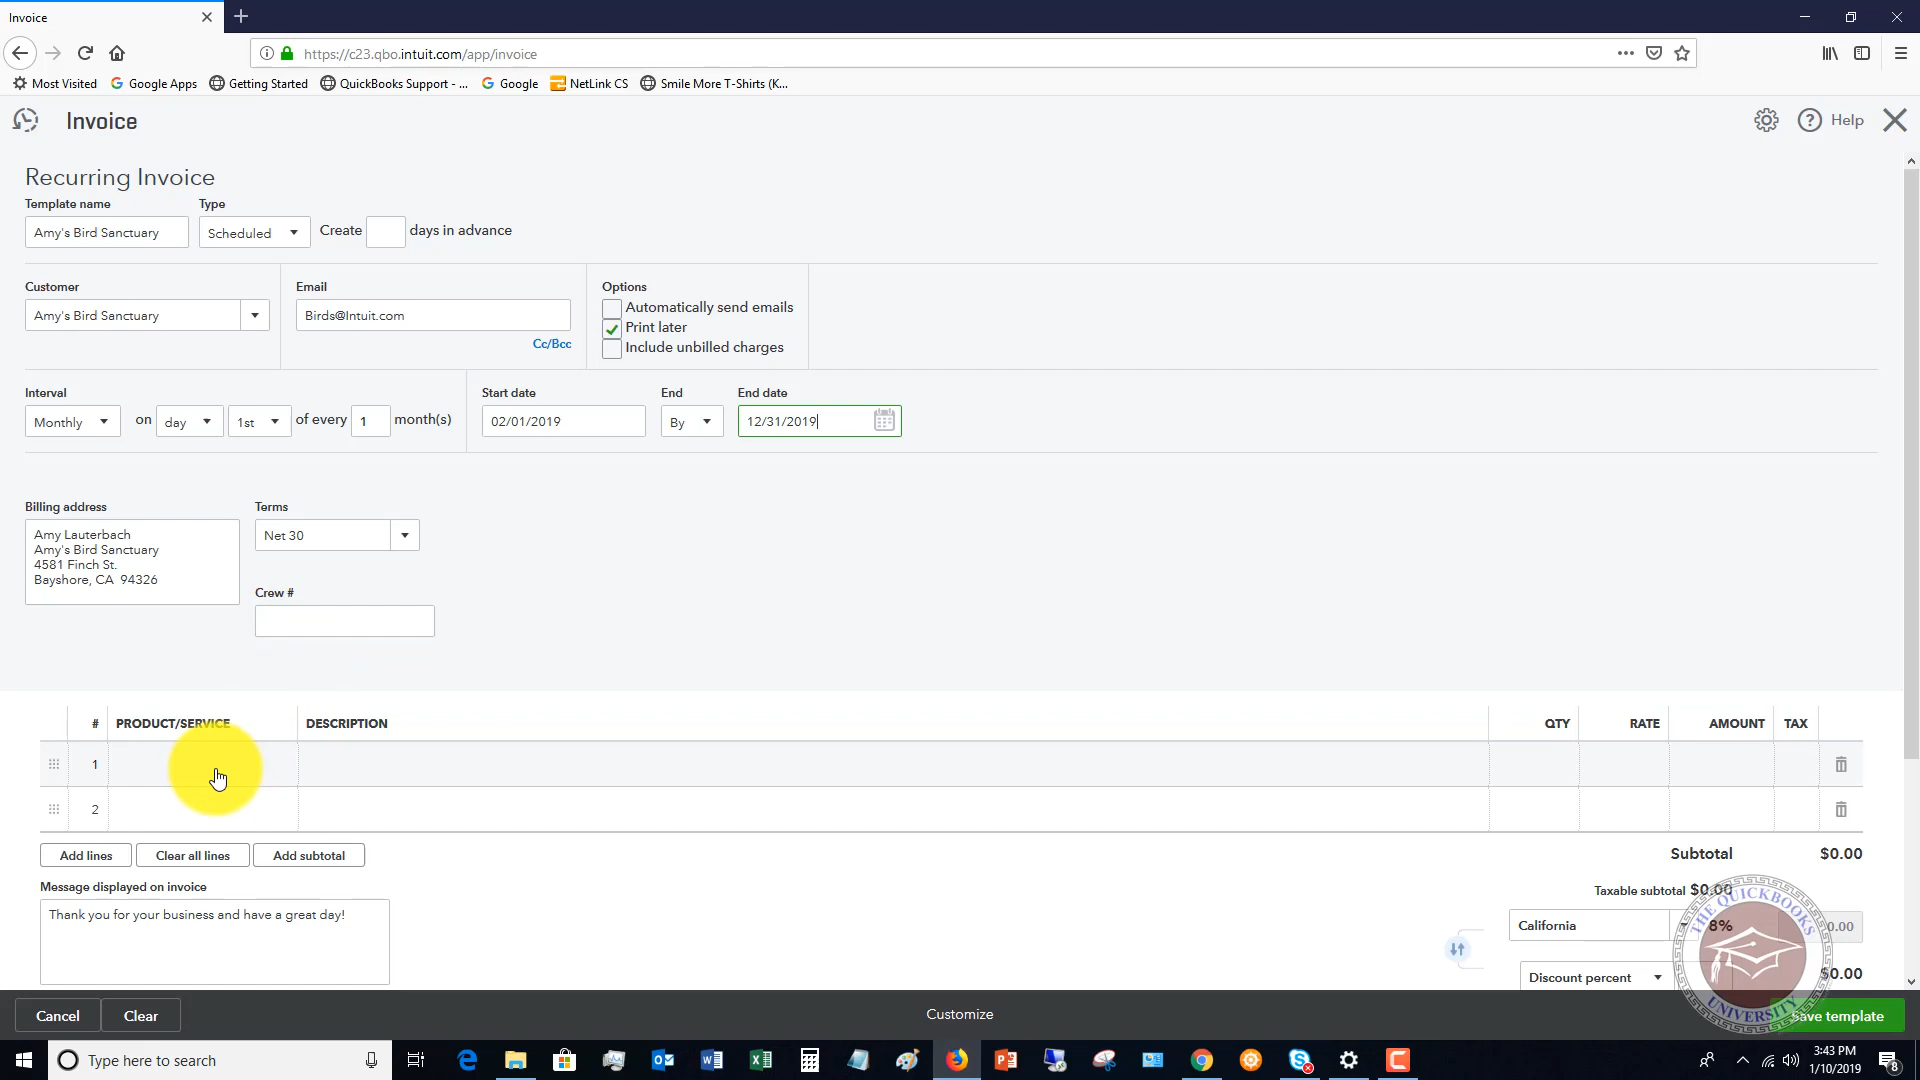 Invoice
https://c23.qbo.intuit.com/app/invoice
Most Visited Google Apps Getting Started QuickBooks Support - ... Google NetLink CS Smile More T-Shirts (K...
Invoice
Help
Recurring Invoice
Template name Type
Amy's Bird Sanctuary Scheduled Create days in advance
Customer Email Options
Amy's Bird Sanctuary Birds@Intuit.com Automatically send emails
Print later
Cc/Bcc Include unbilled charges
Interval Start date End End date
Monthly on day 1st of every 1 month(s) 02/01/2019 By 12/31/2019
Billing address Terms
Amy Lauterbach
Amy's Bird Sanctuary
4581 Finch St.
Bayshore, CA 94326
Net 30
Crew #
# PRODUCT/SERVICE DESCRIPTION QTY RATE AMOUNT TAX
1
2
Add lines Clear all lines Add subtotal Subtotal $0.00
Message displayed on invoice Taxable subtotal $0.00
Thank you for your business and have a great day!
California 8% 0.00
Discount percent $0.00
THE QUICKBOOKS UNIVERSITY
Cancel Clear Customize Save template
Type here to search
3:43 PM
1/10/2019
8